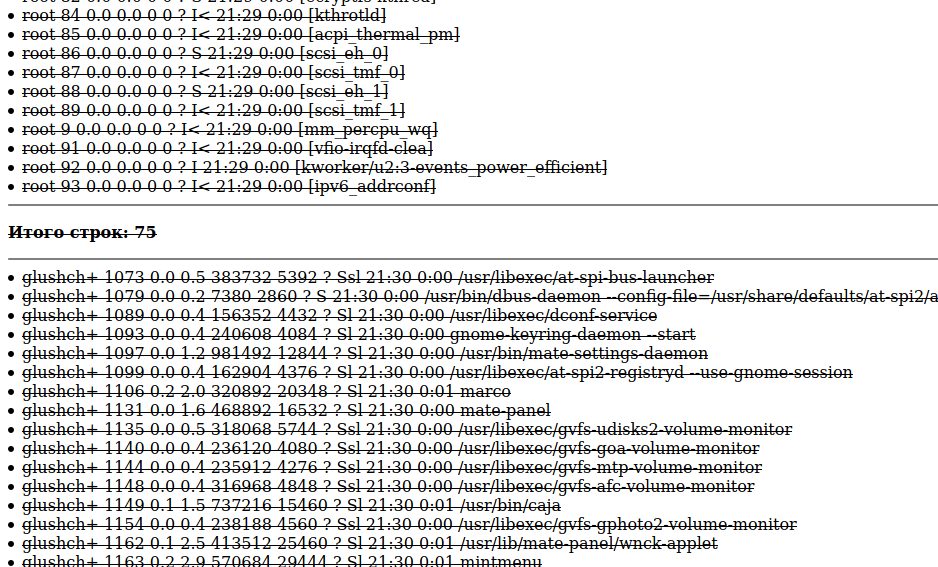 root 84 0.0 0.0 0 0 ? I< 21:29 0:00 [kthrotld]
root 85 0.0 0.0 0 0 ? I< 21:29 0:00 [acpi_thermal_pm]
root 86 0.0 0.0 0 0 ? S 21:29 0:00 [scsi_eh_0]
root 87 0.0 0.0 0 0 ? I< 21:29 0:00 [scsi_tmf_0]
root 88 0.0 0.0 0 0 ? S 21:29 0:00 [scsi_eh_1]
root 89 0.0 0.0 0 0 ? I< 21:29 0:00 [scsi_tmf_1]
root 9 0.0 0.0 0 0 ? I< 21:29 0:00 [mm_percpu_wq]
root 91 0.0 0.0 0 0 ? I< 21:29 0:00 [vfio-irqfd-clea]
root 92 0.0 0.0 0 0 ? I 21:29 0:00 [kworker/u2:3-events_power_efficient]
root 93 0.0 0.0 0 0 ? I< 21:29 0:00 [ipv6_addrconf]
Итого строк: 75
glushch+ 1073 0.0 0.5 383732 5392 ? Ssl 21:30 0:00 /usr/libexec/at-spi-bus-launcher
glushch+ 1079 0.0 0.2 7380 2860 ? S 21:30 0:00 /usr/bin/dbus-daemon --config-file=/usr/share/defaults/at-spi2/a
glushch+ 1089 0.0 0.4 156352 4432 ? Sl 21:30 0:00 /usr/libexec/dconf-service
glushch+ 1093 0.0 0.4 240608 4084 ? Sl 21:30 0:00 gnome-keyring-daemon --start
glushch+ 1097 0.0 1.2 981492 12844 ? Sl 21:30 0:00 /usr/bin/mate-settings-daemon
glushch+ 1099 0.0 0.4 162904 4376 ? Sl 21:30 0:00 /usr/libexec/at-spi2-registryd --use-gnome-session
glushch+ 1106 0.2 2.0 320892 20348 ? Sl 21:30 0:01 marco
glushch+ 1131 0.0 1.6 468892 16532 ? Sl 21:30 0:00 mate-panel
glushch+ 1135 0.0 0.5 318068 5744 ? Ssl 21:30 0:00 /usr/libexec/gvfs-udisks2-volume-monitor
glushch+ 1140 0.0 0.4 236120 4080 ? Ssl 21:30 0:00 /usr/libexec/gvfs-goa-volume-monitor
glushch+ 1144 0.0 0.4 235912 4276 ? Ssl 21:30 0:00 /usr/libexec/gvfs-mtp-volume-monitor
glushch+ 1148 0.0 0.4 316968 4848 ? Ssl 21:30 0:00 /usr/libexec/gvfs-afc-volume-monitor
glushch+ 1149 0.1 1.5 737216 15460 ? Sl 21:30 0:01 /usr/bin/caja
glushch+ 1154 0.0 0.4 238188 4560 ? Ssl 21:30 0:00 /usr/libexec/gvfs-gphoto2-volume-monitor
glushch+ 1162 0.1 2.5 413512 25460 ? Sl 21:30 0:01 /usr/lib/mate-panel/wnck-applet
glushch+ 1163 0.2 2.9 570684 29444 ? Sl 21:30 0:01 mintmenu